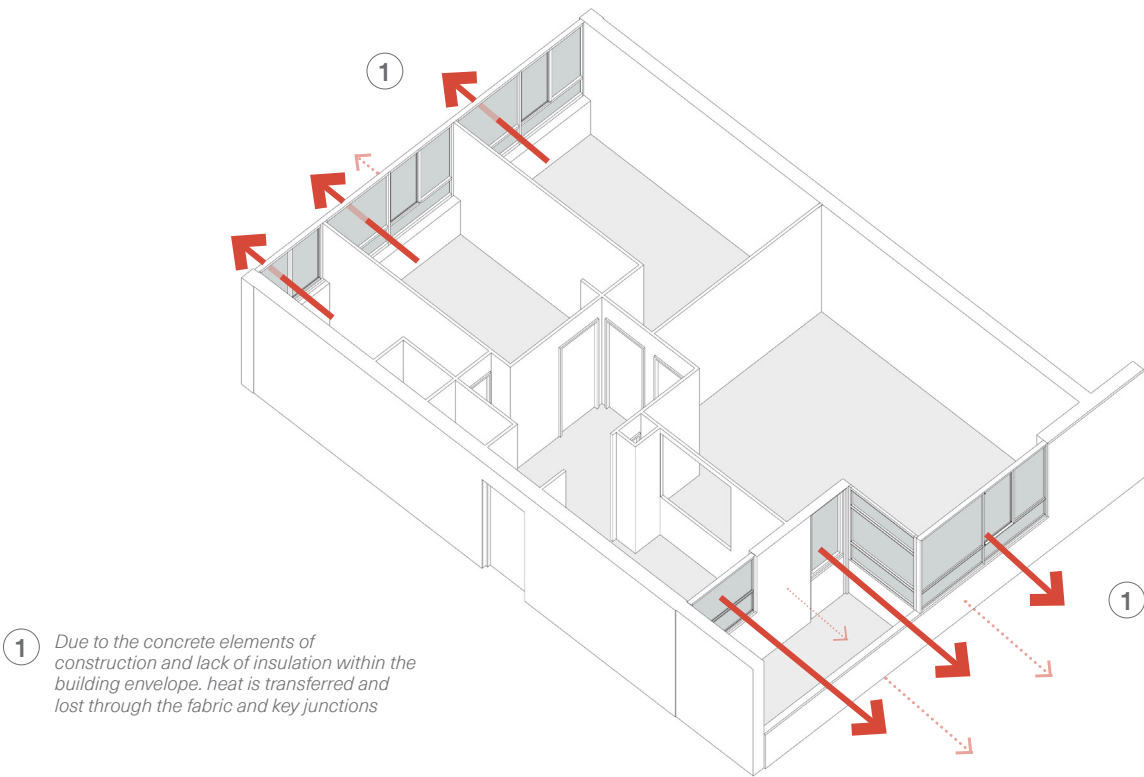 1
1
1
Due to the concrete elements of
construction and lack of insulation within the
building envelope. heat is transferred and
lost through the fabric and key junctions